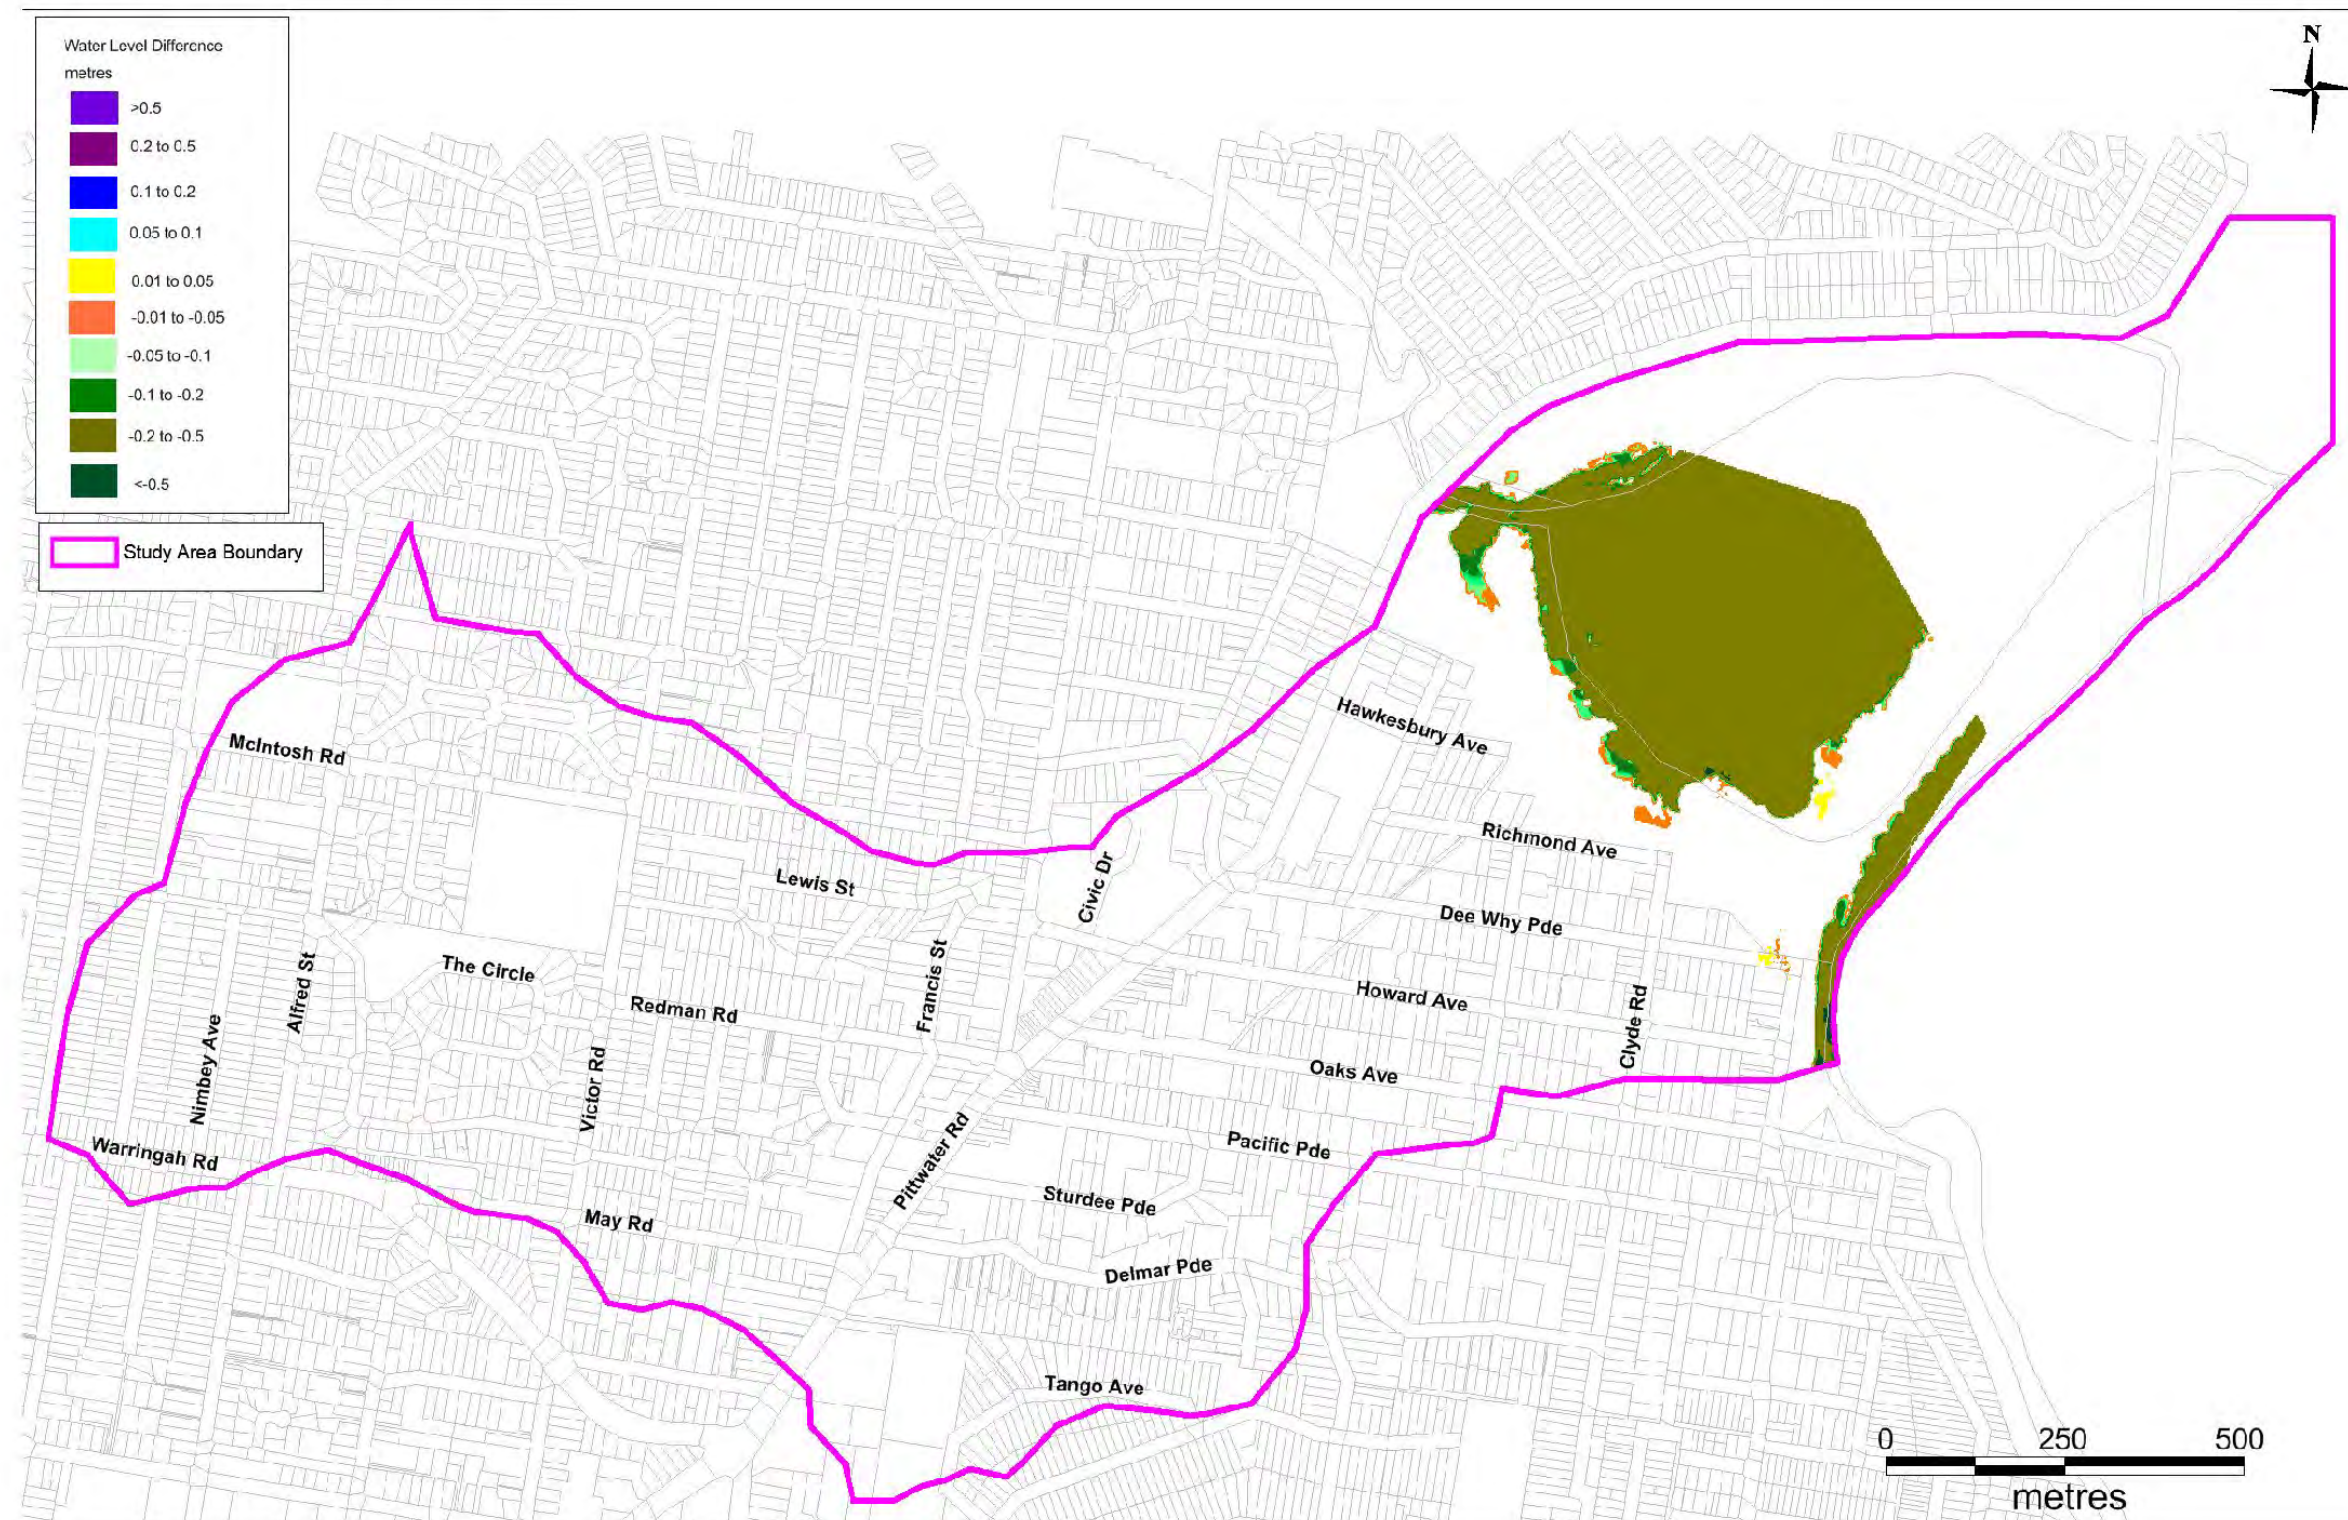 Water Level Difference
metres
>0.5
0.2 to 0.5
0.1 to 0.2
0.05 to 0.1
0.01 to 0.05
-0.01 to -0.05
-0.05 to -0.1
-0.1 to -0.2
-0.2 to -0.5
<-0.5
Study Area Boundary
N
Hawkesbury Ave
McIntosh Rd
Richmond Ave
Lewis St
Civic Dr
Dee Why Pde
The Circle
Alfred St
Francis St
Howard Ave
Redman Rd
Clyde Rd
Nimbey Ave
Victor Rd
Oaks Ave
Warringah Rd
Pittwater Rd
Pacific Pde
Sturdee Pde
May Rd
Delmar Pde
Tango Ave
0 250 500
metres